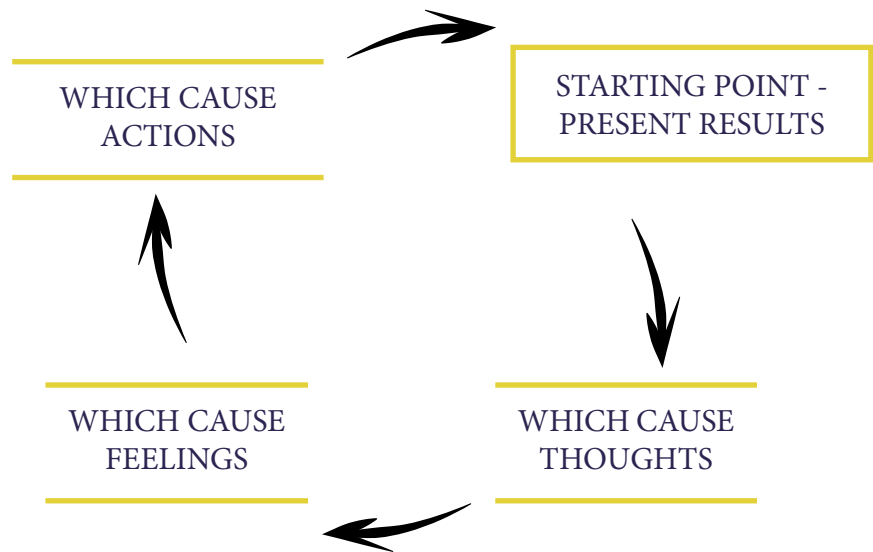 STARTING POINT -
PRESENT RESULTS
WHICH CAUSE
THOUGHTS
WHICH CAUSE
FEELINGS
WHICH CAUSE
ACTIONS